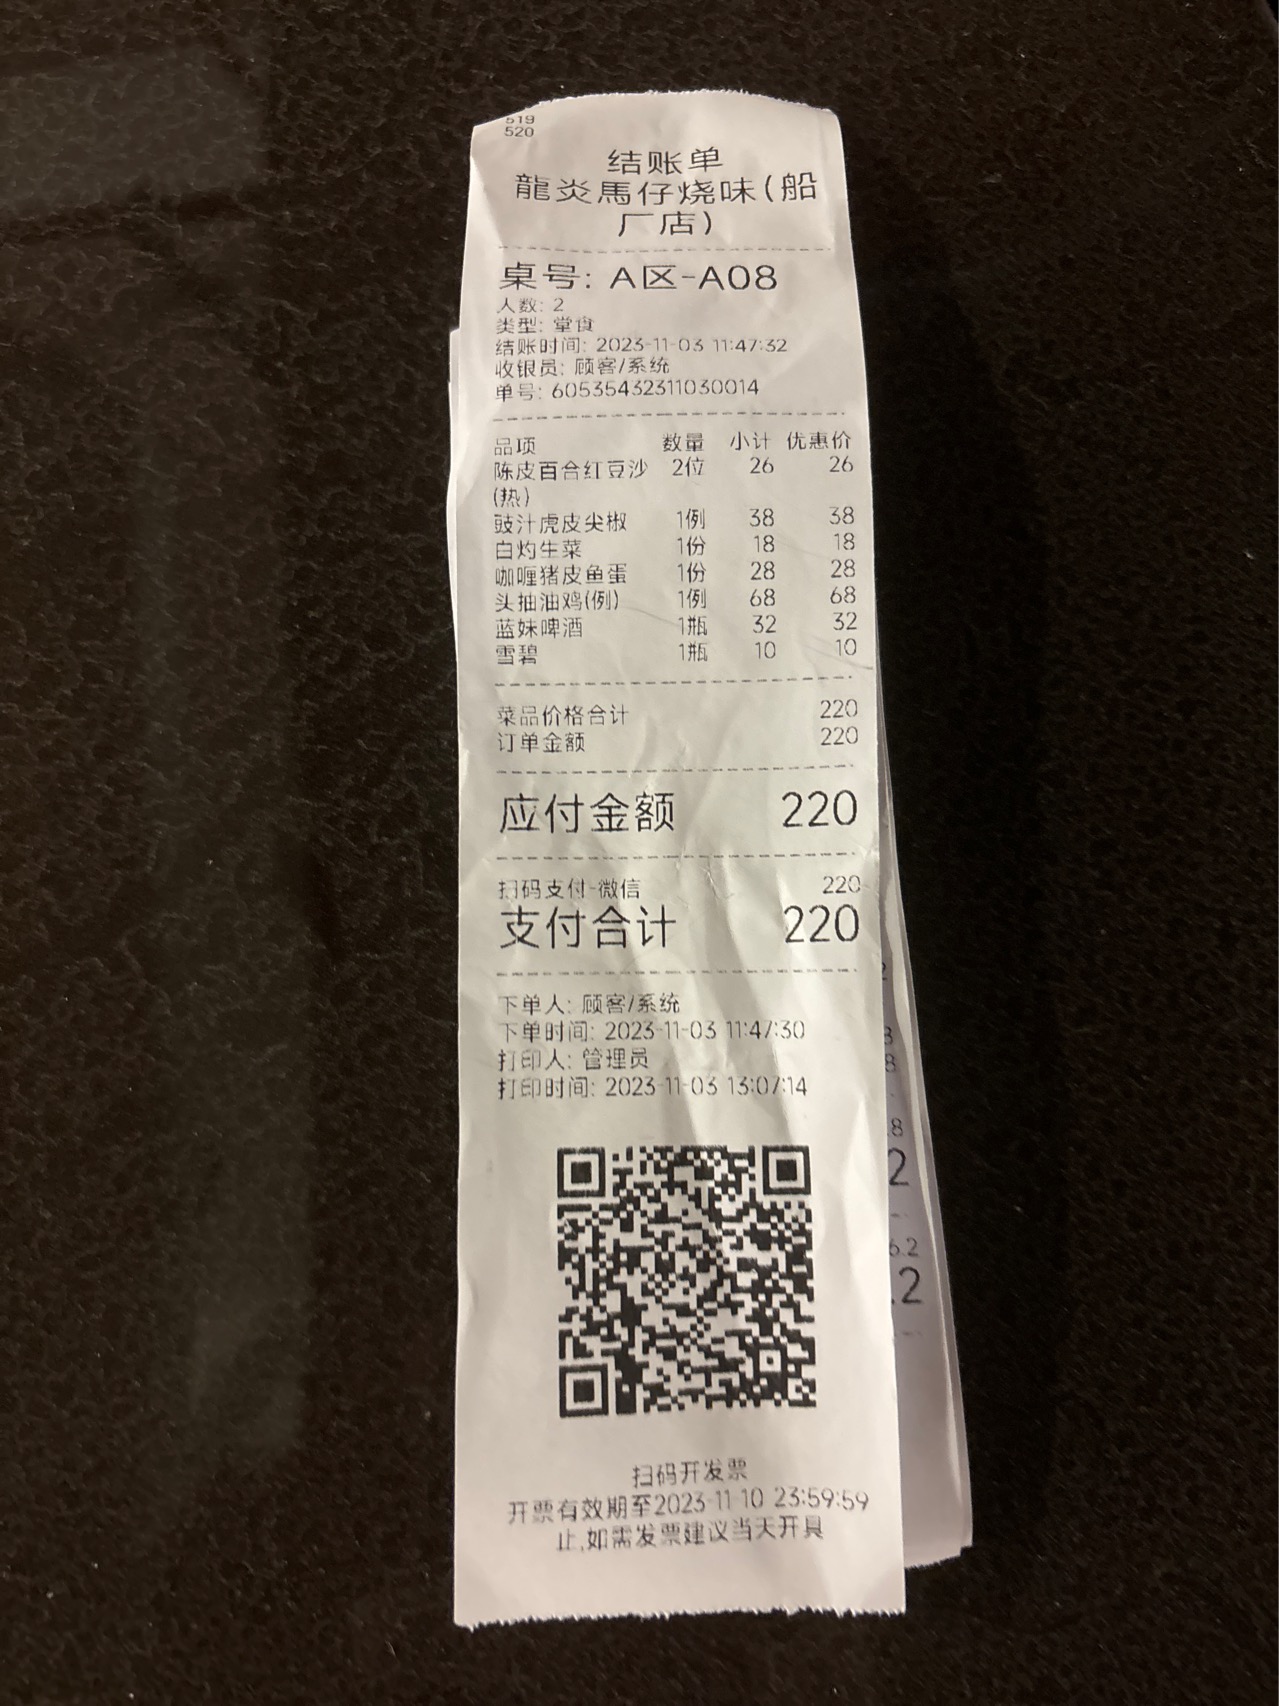 519
520
结账单
龍炎馬仔烧味(船
厂店)
桌号: A区-A08
人数: 2
类型: 堂食
结账时间: 2023-11-03 11:47:32
收银员: 顾客/系统
单号: 60535432311030014
品项 数量 小计 优惠价
陈皮百合红豆沙 2位 26 26
(热)
豉汁虎皮尖椒 1例 38 38
白灼生菜 1份 18 18
咖喱猪皮鱼蛋 1份 28 28
头抽油鸡(例) 1例 68 68
蓝妹啤酒 1瓶 32 32
雪碧 1瓶 10 10
菜品价格合计 220
订单金额 220
应付金额 220
扫码支付-微信 220
支付合计 220
下单人: 顾客/系统
下单时间: 2023-11-03 11:47:30
打印人: 管理员
打印时间: 2023-11-03 13:07:14
扫码开发票
开票有效期至2023-11-10 23:59:59
止,如需发票建议当天开具
2
8
8
.8
2
6.2
.2